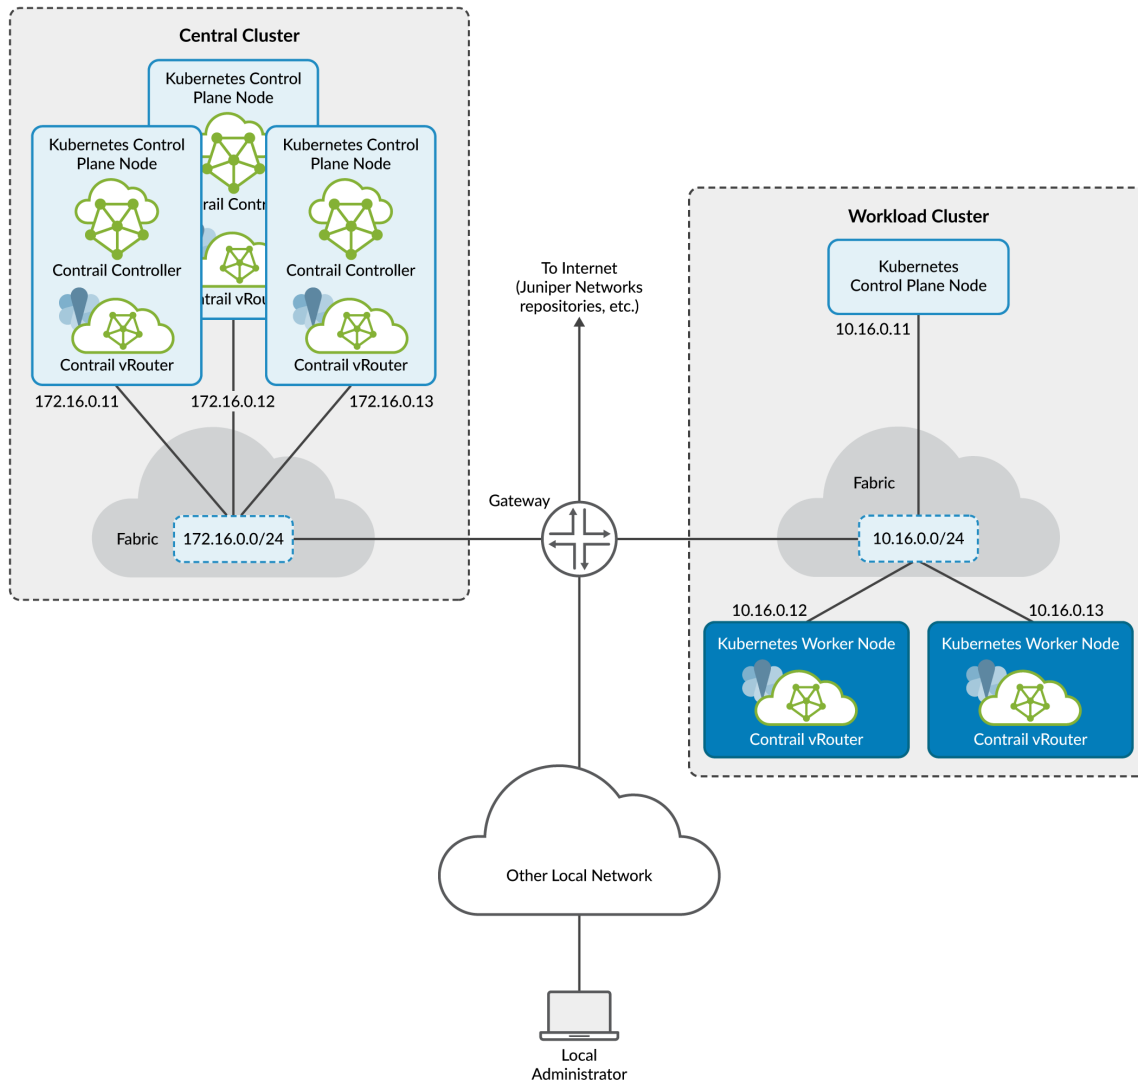 Central Cluster
Kubernetes Control
Plane Node
Kubernetes Control
Plane Node
Contrail Controller
Contrail vRouter
Kubernetes Control
Plane Node
Contrail Controller
Contrail vRouter
172.16.0.11
172.16.0.12
172.16.0.13
Fabric
172.16.0.0/24
To Internet
(Juniper Networks
repositories, etc.)
Gateway
Workload Cluster
Kubernetes
Control Plane Node
10.16.0.11
Fabric
10.16.0.0/24
10.16.0.12
10.16.0.13
Kubernetes Worker Node
Contrail vRouter
Kubernetes Worker Node
Contrail vRouter
Other Local Network
Local
Administrator